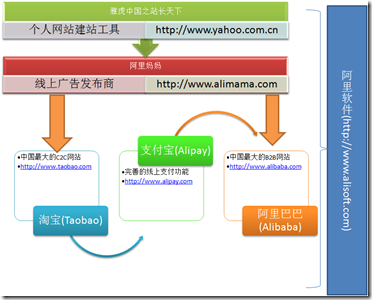 雅虎中国之站长天下
个人网站建站工具 http://www.yahoo.com.cn
阿里妈妈
线上广告发布商 http://www.alimama.com
•中国最大的C2C网站
•http://www.taobao.com
淘宝(Taobao)
支付宝(Alipay)
•完善的线上支付功能
•http://www.alipay.com
•中国最大的B2B网站
•http://www.alibaba.com
阿里巴巴
(Alibaba)
阿里软件(http://www.alisoft.com)